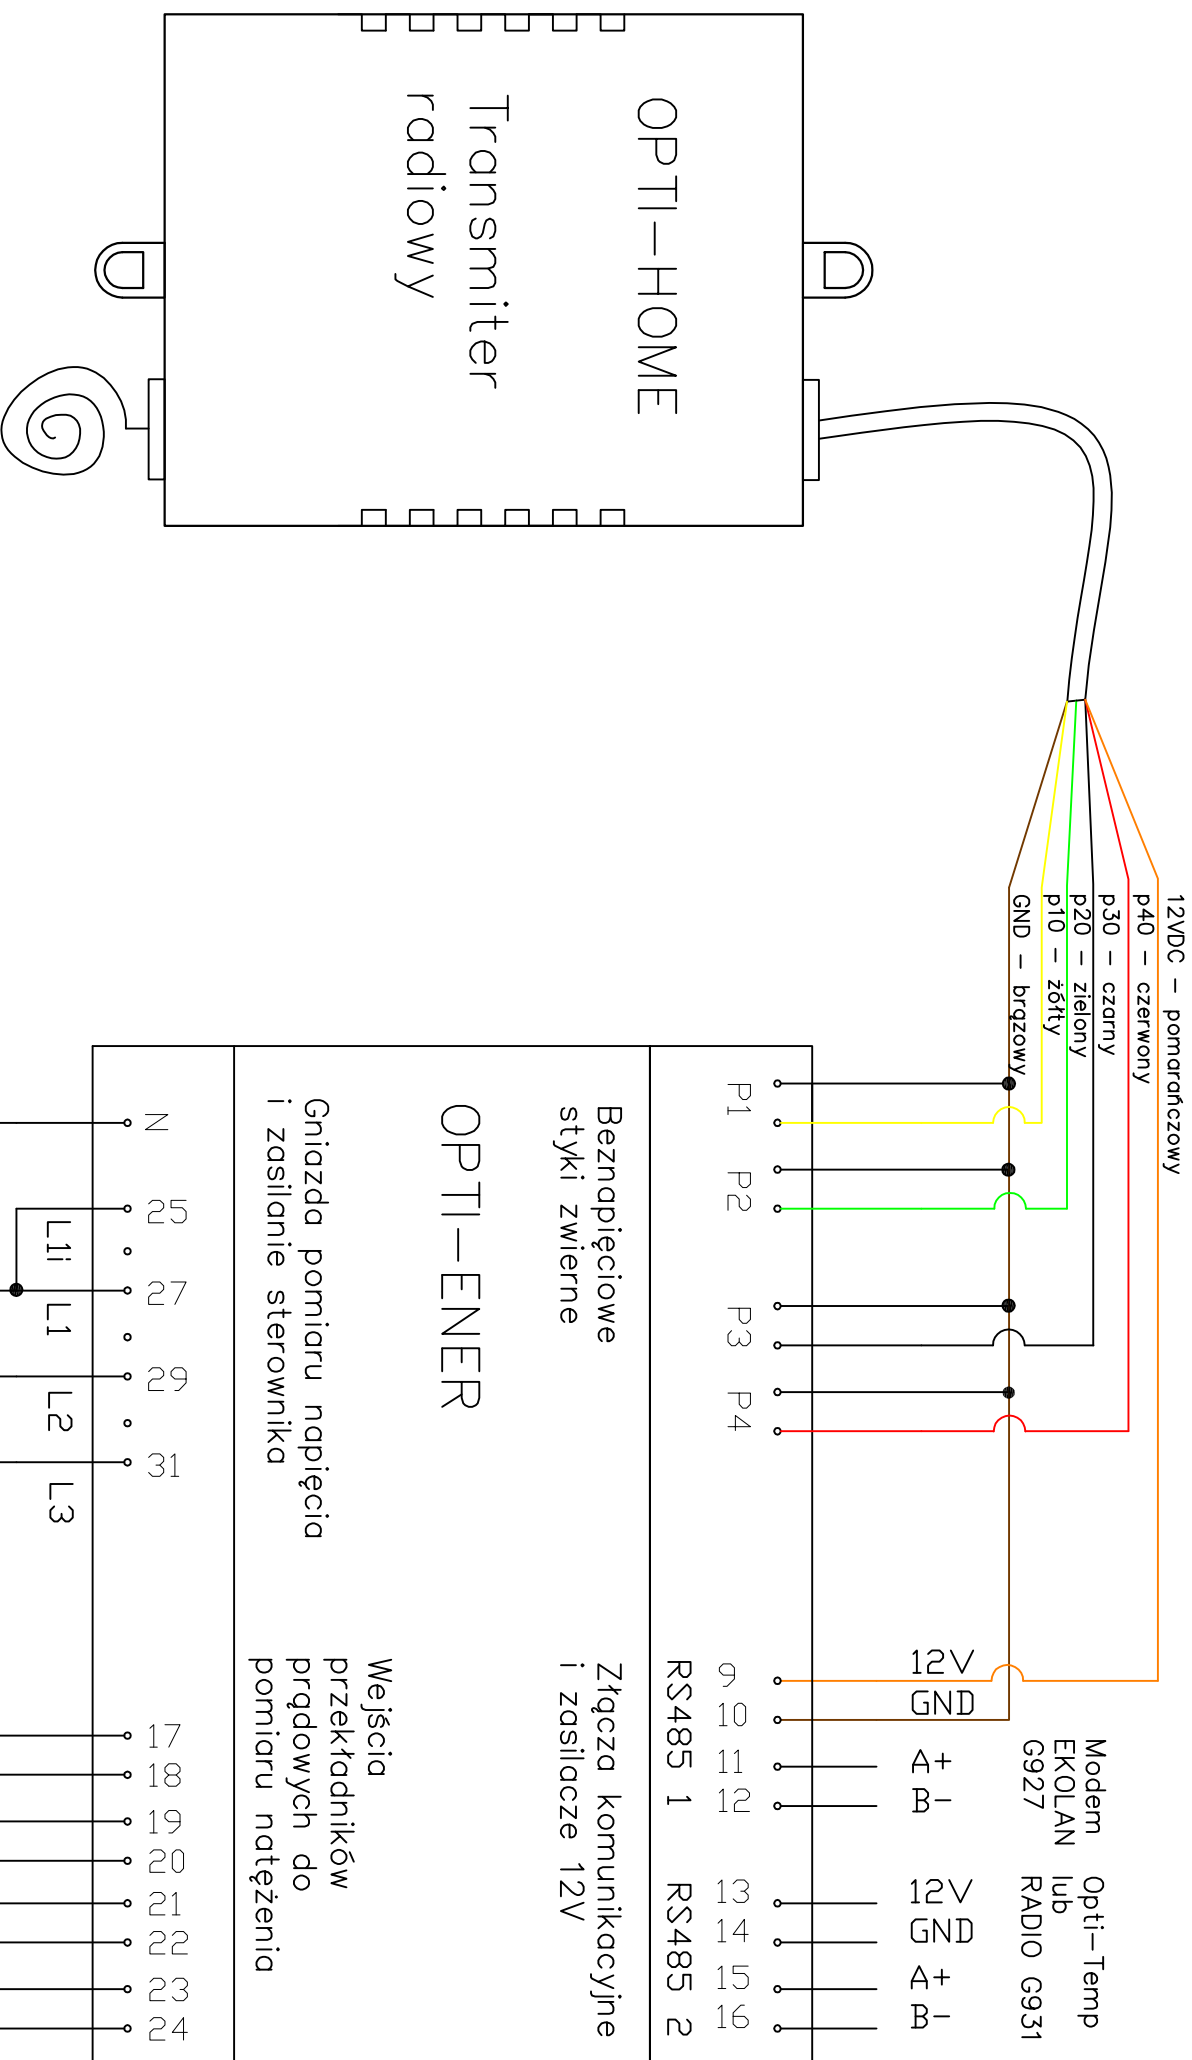 OPTI-HOME
Transmiter
radiowy
12VDC - pomarańczowy
p40 - czerwony
p30 - czarny
p20 - zielony
p10 - żółty
GND - brązowy
P1
P2
P3
P4
9
10
11
12
13
14
15
16
RS485 1
RS485 2
12V
GND
A+
B-
12V
GND
A+
B-
Modem
EKOLAN
G927
Opti-Temp
lub
RADIO G931
Beznapięciowe
styki zwierne
Złącza komunikacyjne
i zasilacze 12V
OPTI-ENER
Gniazda pomiaru napięcia
i zasilanie sterownika
Wejścia
przekładników
prądowych do
pomiaru natężenia
N
25
27
29
31
17
18
19
20
21
22
23
24
L1i
L1
L2
L3